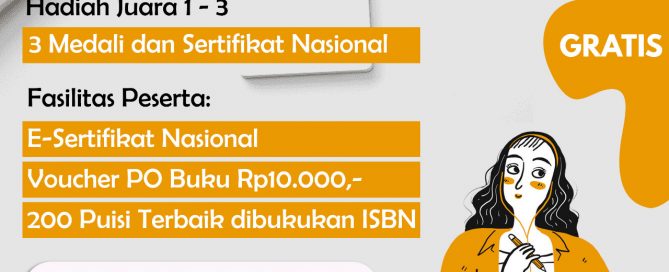 Hadiah Juara 1 - 3
3 Medali dan Sertifikat Nasional
GRATIS
Fasilitas Peserta:
E-Sertifikat Nasional
Voucher PO Buku Rp10.000,-
200 Puisi Terbaik dibukukan ISBN